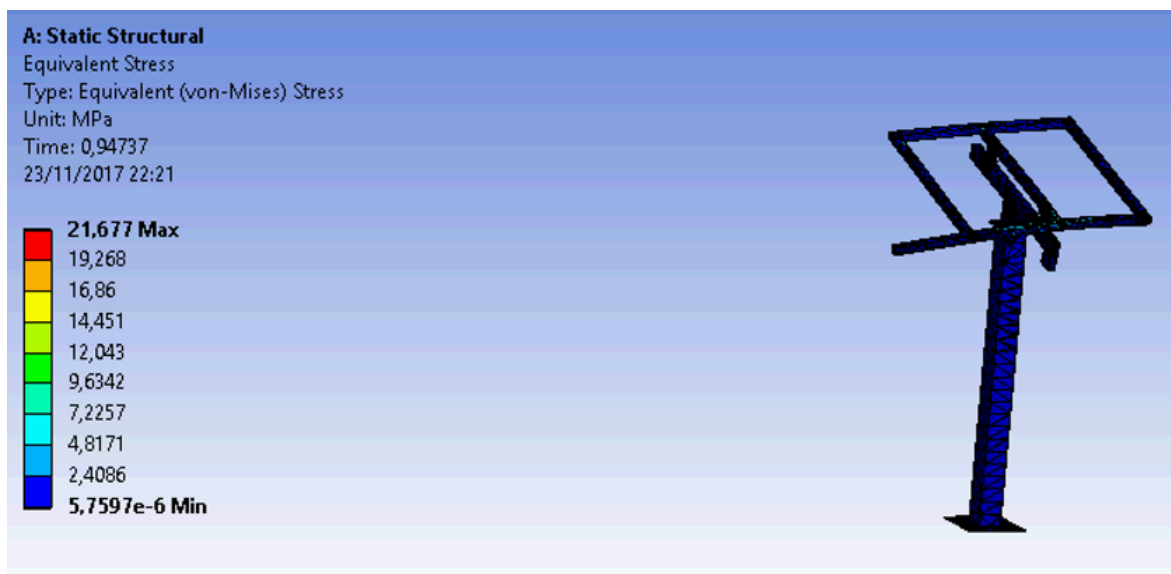 A: Static Structural
Equivalent Stress
Type: Equivalent (von-Mises) Stress
Unit: MPa
Time: 0,94737
23/11/2017 22:21
21,677 Max
19,268
16,86
14,451
12,043
9,6342
7,2257
4,8171
2,4086
5,7597e-6 Min